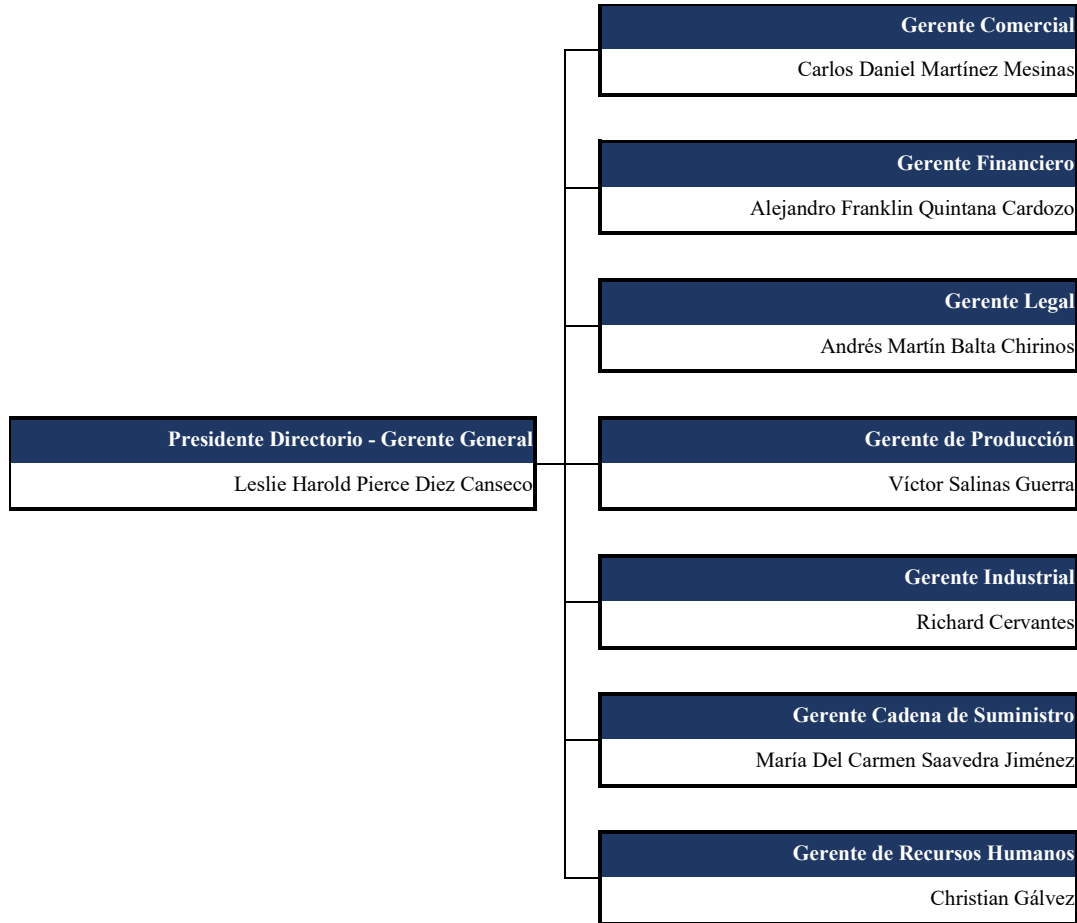 Gerente Comercial
Carlos Daniel Martínez Mesinas
Gerente Financiero
Alejandro Franklin Quintana Cardozo
Gerente Legal
Andrés Martín Balta Chirinos
Presidente Directorio - Gerente General
Leslie Harold Pierce Diez Canseco
Gerente de Producción
Víctor Salinas Guerra
Gerente Industrial
Richard Cervantes
Gerente Cadena de Suministro
María Del Carmen Saavedra Jiménez
Gerente de Recursos Humanos
Christian Gálvez